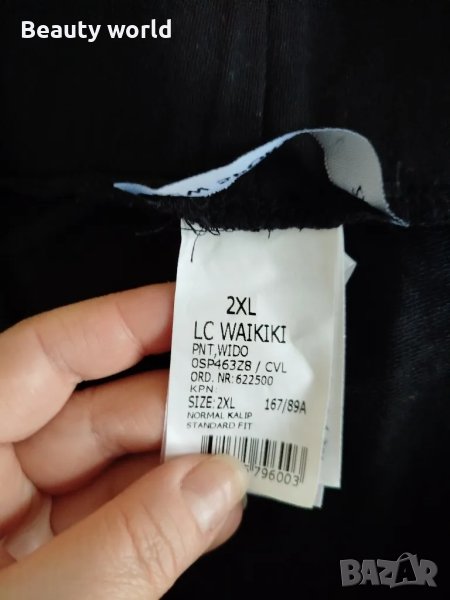 Beauty world
2XL
LC WAIKIKI
PNT,WIDO
0SP463Z8 / CVL
ORD. NR:622500
KPN:
SIZE:2XL 167/89A
NORMAL KALIP
STANDARD FIT
796003
BAZAR